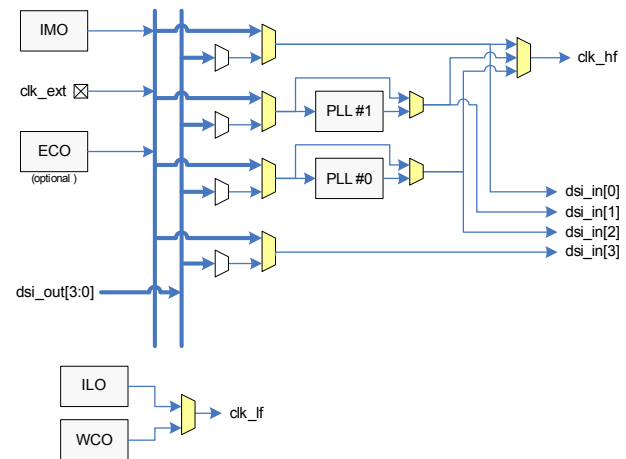 IMO
clk_hf
clk_ext
PLL #1
ECO
(optional )
PLL #0
dsi_in[0]
dsi_in[1]
dsi_in[2]
dsi_in[3]
dsi_out[3:0]
ILO
clk_lf
WCO